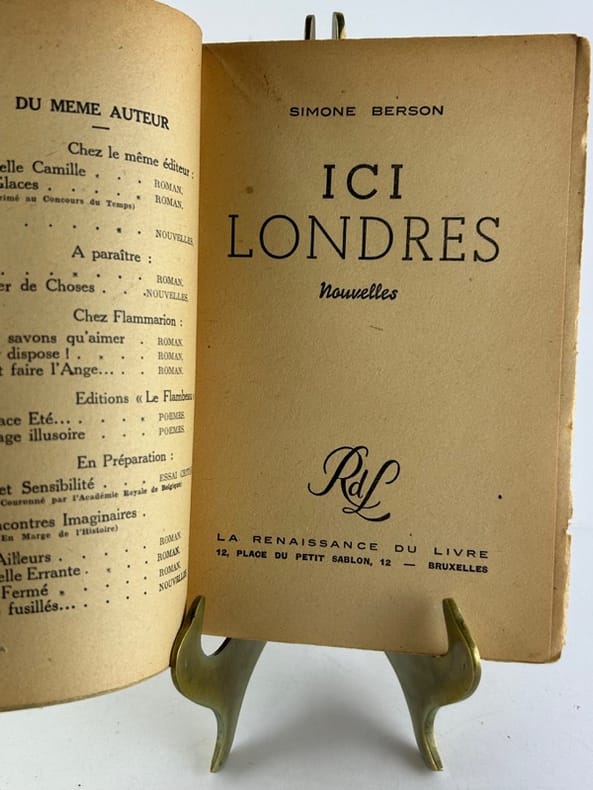 DU MEME AUTEUR
Chez le même éditeur :
elle Camille . . . ROMAN.
Glaces . . . . . ROMAN.
rimé au Concours du Temps)
. . . . . NOUVELLES.
A paraître :
. . . . . ROMAN.
er de Choses . . . NOUVELLES.
Chez Flammarion :
savons qu'aimer . ROMAN.
dispose ! . . . ROMAN.
t faire l'Ange... . . ROMAN.
Editions « Le Flambeau
ace Eté... . . . POEMES.
age illusoire . . . POEMES.
En Préparation :
et Sensibilité . . . ESSAI
Couronné par l'Académie Royale de Belgique
ncontres Imaginaires .
En Marge de l'Histoire)
Ailleurs . . . . . ROMAN.
elle Errante . . . . ROMAN.
Fermé . . . . . ROMAN.
fusillés... . . . . NOUVELLES.
SIMONE BERSON
ICI
LONDRES
Nouvelles
RdL
LA RENAISSANCE DU LIVRE
12, PLACE DU PETIT SABLON, 12 — BRUXELLES